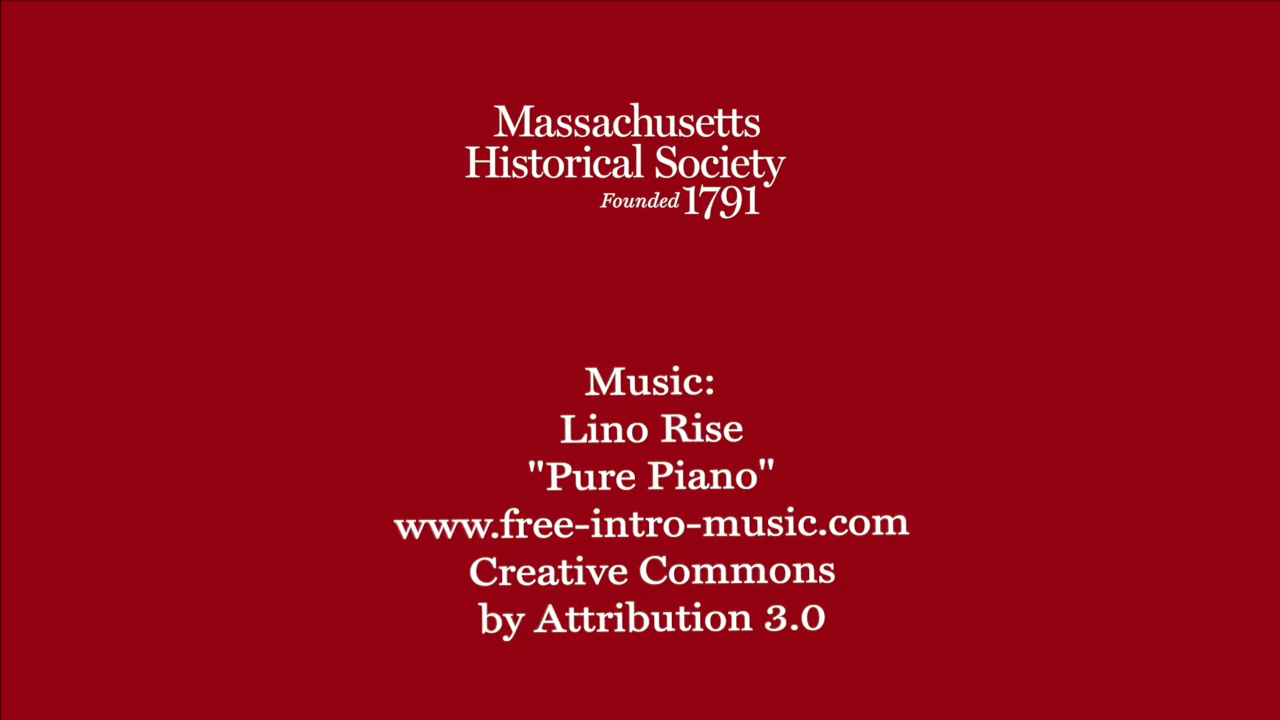 Massachusetts
Historical Society
Founded 1791
Music:
Lino Rise
"Pure Piano"
www.free-intro-music.com
Creative Commons
by Attribution 3.0